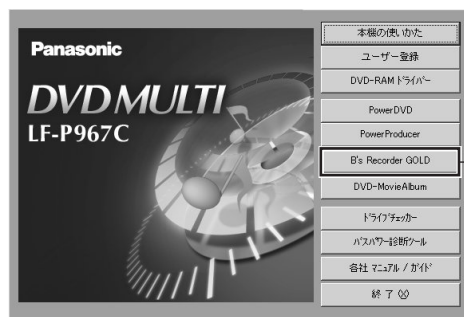 Panasonic
DVD MULTI
LF-P967C
本機の使いかた
ユーザー登録
DVD-RAM ﾄﾞﾗｲﾊﾞｰ
PowerDVD
PowerProducer
B's Recorder GOLD
DVD-MovieAlbum
ﾄﾞﾗｲﾌﾞﾁｪｯｶｰ
ﾊﾞｽﾊﾟﾜｰ診断ﾂｰﾙ
各社 ﾏﾆｭｱﾙ / ｶﾞｲﾄﾞ
終 了 (X)